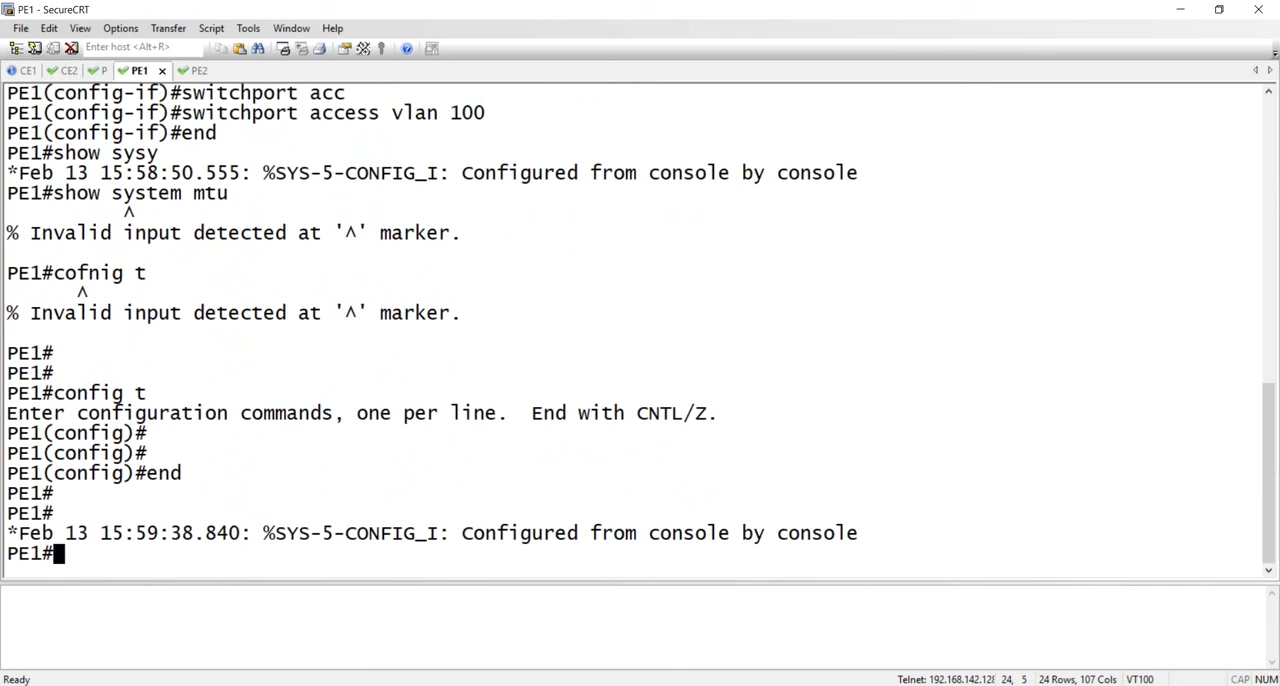 PE1 - SecureCRT
File Edit View Options Transfer Script Tools Window Help
Enter host <Alt+R>
CE1 CE2 P PE1 PE2
PE1(config-if)#switchport acc
PE1(config-if)#switchport access vlan 100
PE1(config-if)#end
PE1#show sysy
*Feb 13 15:58:50.555: %SYS-5-CONFIG_I: Configured from console by console
PE1#show system mtu
^
% Invalid input detected at '^' marker.
PE1#cofnig t
^
% Invalid input detected at '^' marker.
PE1#
PE1#
PE1#config t
Enter configuration commands, one per line.  End with CNTL/Z.
PE1(config)#
PE1(config)#
PE1(config)#end
PE1#
PE1#
*Feb 13 15:59:38.840: %SYS-5-CONFIG_I: Configured from console by console
PE1#
Ready Telnet: 192.168.142.128 24, 5 24 Rows, 107 Cols VT100 CAP NUM